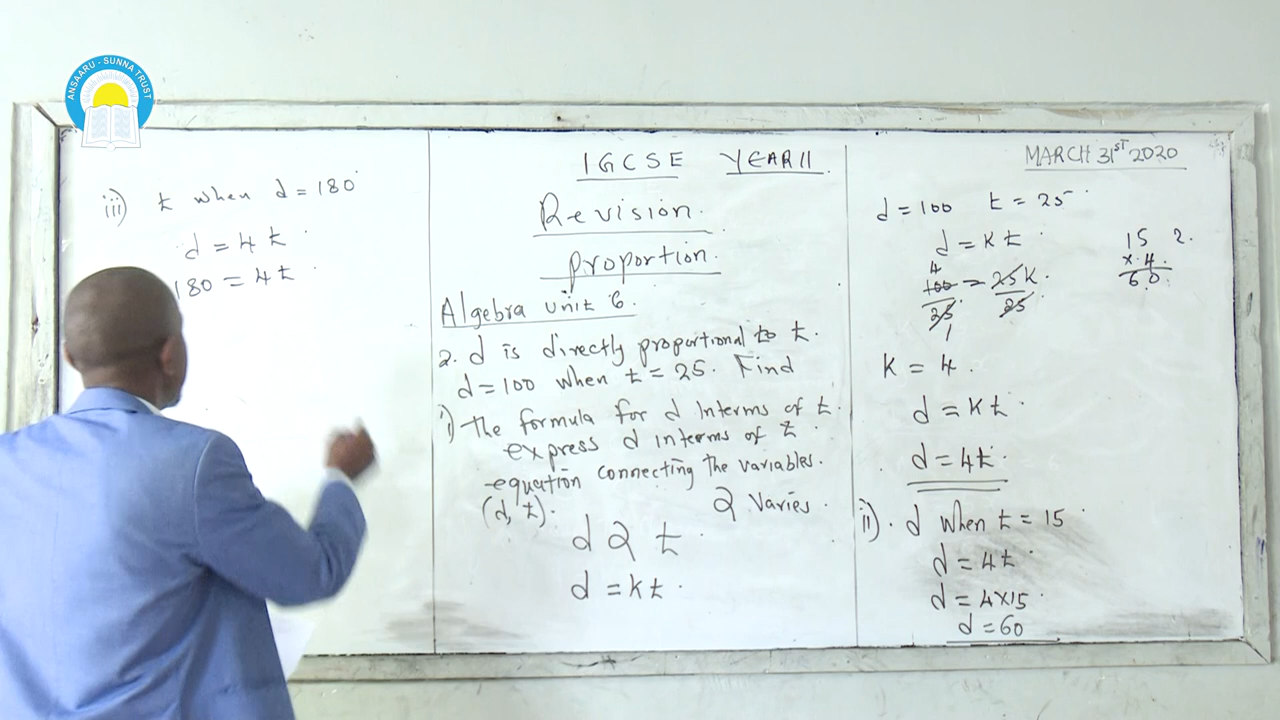 ANSAARU - SUNNA TRUST
iii) t when d = 180
d = 4t
180 = 4t
IGCSE YEAR 11
Revision.
proportion.
Algebra unit 6.
2. d is directly proportional to t.
d = 100 when t = 25. Find
i) The formula for d interms of t.
express d interms of t.
equation connecting the variables.
(d, t).
α Varies.
d α t
d = kt.
MARCH 31ST 2020
d = 100 t = 25
d = kt
4
100 = 25k.
25 25
1
15 2.
x 4.
60
k = 4.
d = kt
d = 4t
ii). d when t = 15
d = 4t
d = 4x15
d = 60